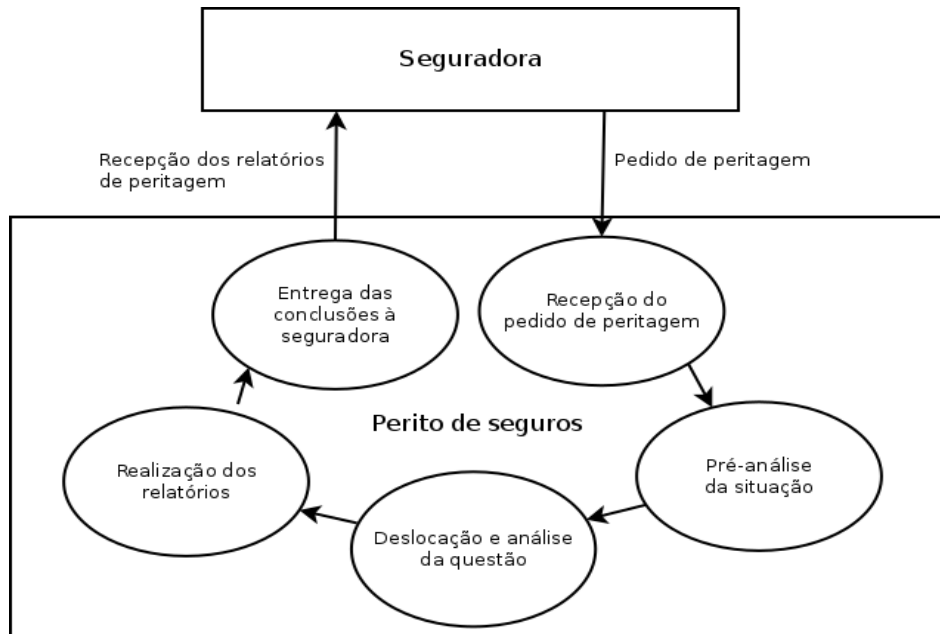 Seguradora
Recepção dos relatórios
de peritagem
Pedido de peritagem
Entrega das
conclusões à
seguradora
Recepção do
pedido de peritagem
Perito de seguros
Realização dos
relatórios
Pré-análise
da situação
Deslocação e análise
da questão